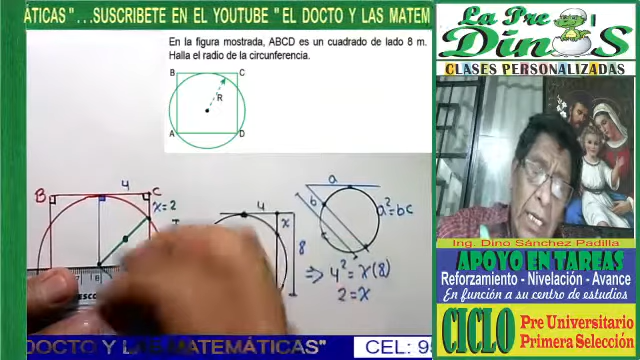 ÁTICAS"...SUSCRIBETE EN EL YOUTUBE "EL DOCTO Y LAS MATEM
La Pre
DinoS
CLASES PERSONALIZADAS
En la figura mostrada, ABCD es un cuadrado de lado 8 m.
Halla el radio de la circunferencia.
B C
R
A D
B 4 C
x=2
4 x
8
a
b
a²=bc
⇒ 4²=x(8)
2=x
Ing. Dino Sánchez Padilla
APOYO EN TAREAS
Reforzamiento - Nivelación - Avance
En función a su centro de estudios
CICLO Pre Universitario
Primera Selección
DOCTO Y LAS MATEMÁTICAS"
CEL: 9